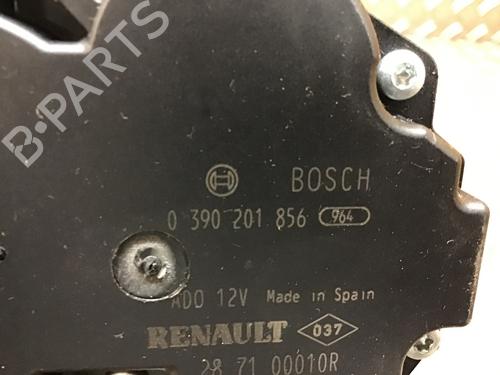 B-PARTS
BOSCH
0 390 201 856 964
ADO 12V Made in Spain
RENAULT 037
28 71 00010R